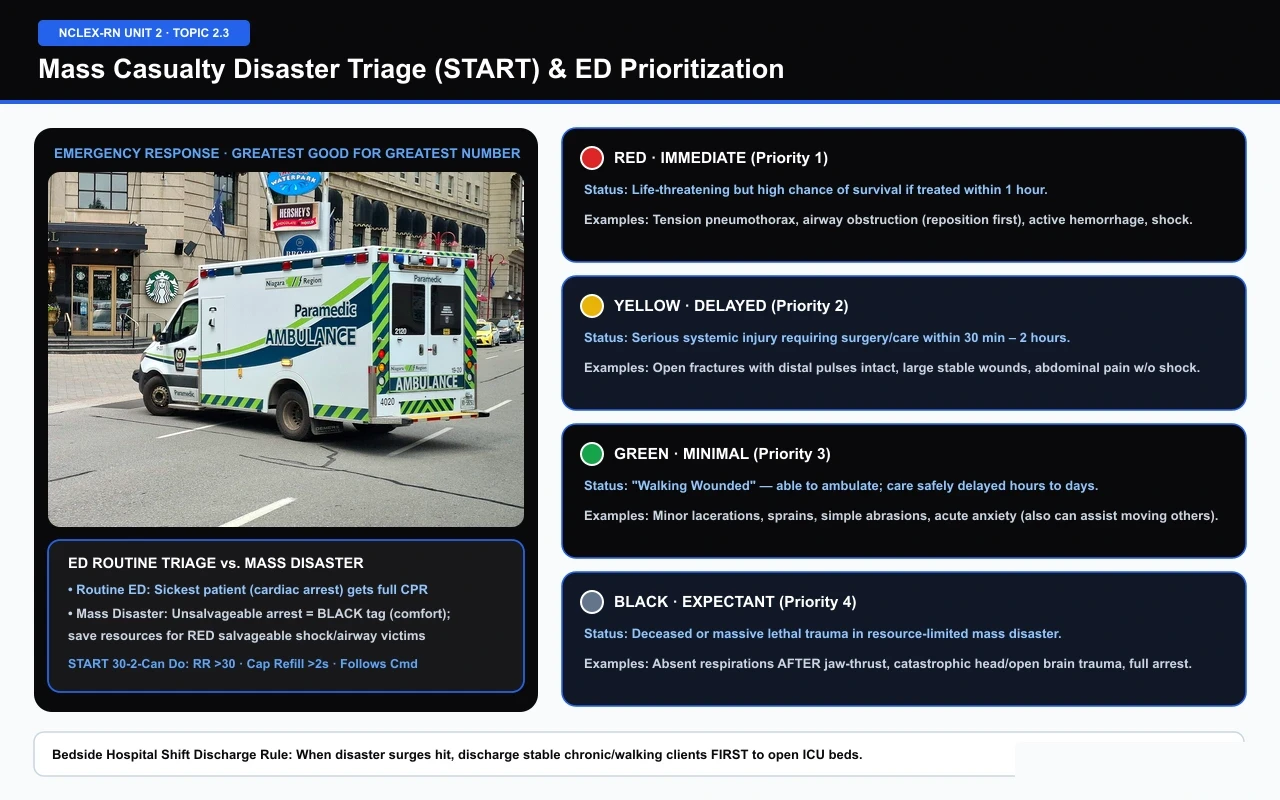 NCLEX-RN UNIT 2 · TOPIC 2.3
Mass Casualty Disaster Triage (START) & ED Prioritization
EMERGENCY RESPONSE · GREATEST GOOD FOR GREATEST NUMBER
WATERPARK
HERSHEY'S
Niagara Region
Paramedic
AMBULANCE
Paramedic
2120
Paramedic
Niagara Region
19-20
AMBULANCE
4020
ED ROUTINE TRIAGE vs. MASS DISASTER
• Routine ED: Sickest patient (cardiac arrest) gets full CPR
• Mass Disaster: Unsalvageable arrest = BLACK tag (comfort);
save resources for RED salvageable shock/airway victims
START 30-2-Can Do: RR >30 · Cap Refill >2s · Follows Cmd
RED · IMMEDIATE (Priority 1)
Status: Life-threatening but high chance of survival if treated within 1 hour.
Examples: Tension pneumothorax, airway obstruction (reposition first), active hemorrhage, shock.
YELLOW · DELAYED (Priority 2)
Status: Serious systemic injury requiring surgery/care within 30 min – 2 hours.
Examples: Open fractures with distal pulses intact, large stable wounds, abdominal pain w/o shock.
GREEN · MINIMAL (Priority 3)
Status: "Walking Wounded" — able to ambulate; care safely delayed hours to days.
Examples: Minor lacerations, sprains, simple abrasions, acute anxiety (also can assist moving others).
BLACK · EXPECTANT (Priority 4)
Status: Deceased or massive lethal trauma in resource-limited mass disaster.
Examples: Absent respirations AFTER jaw-thrust, catastrophic head/open brain trauma, full arrest.
Bedside Hospital Shift Discharge Rule: When disaster surges hit, discharge stable chronic/walking clients FIRST to open ICU beds.